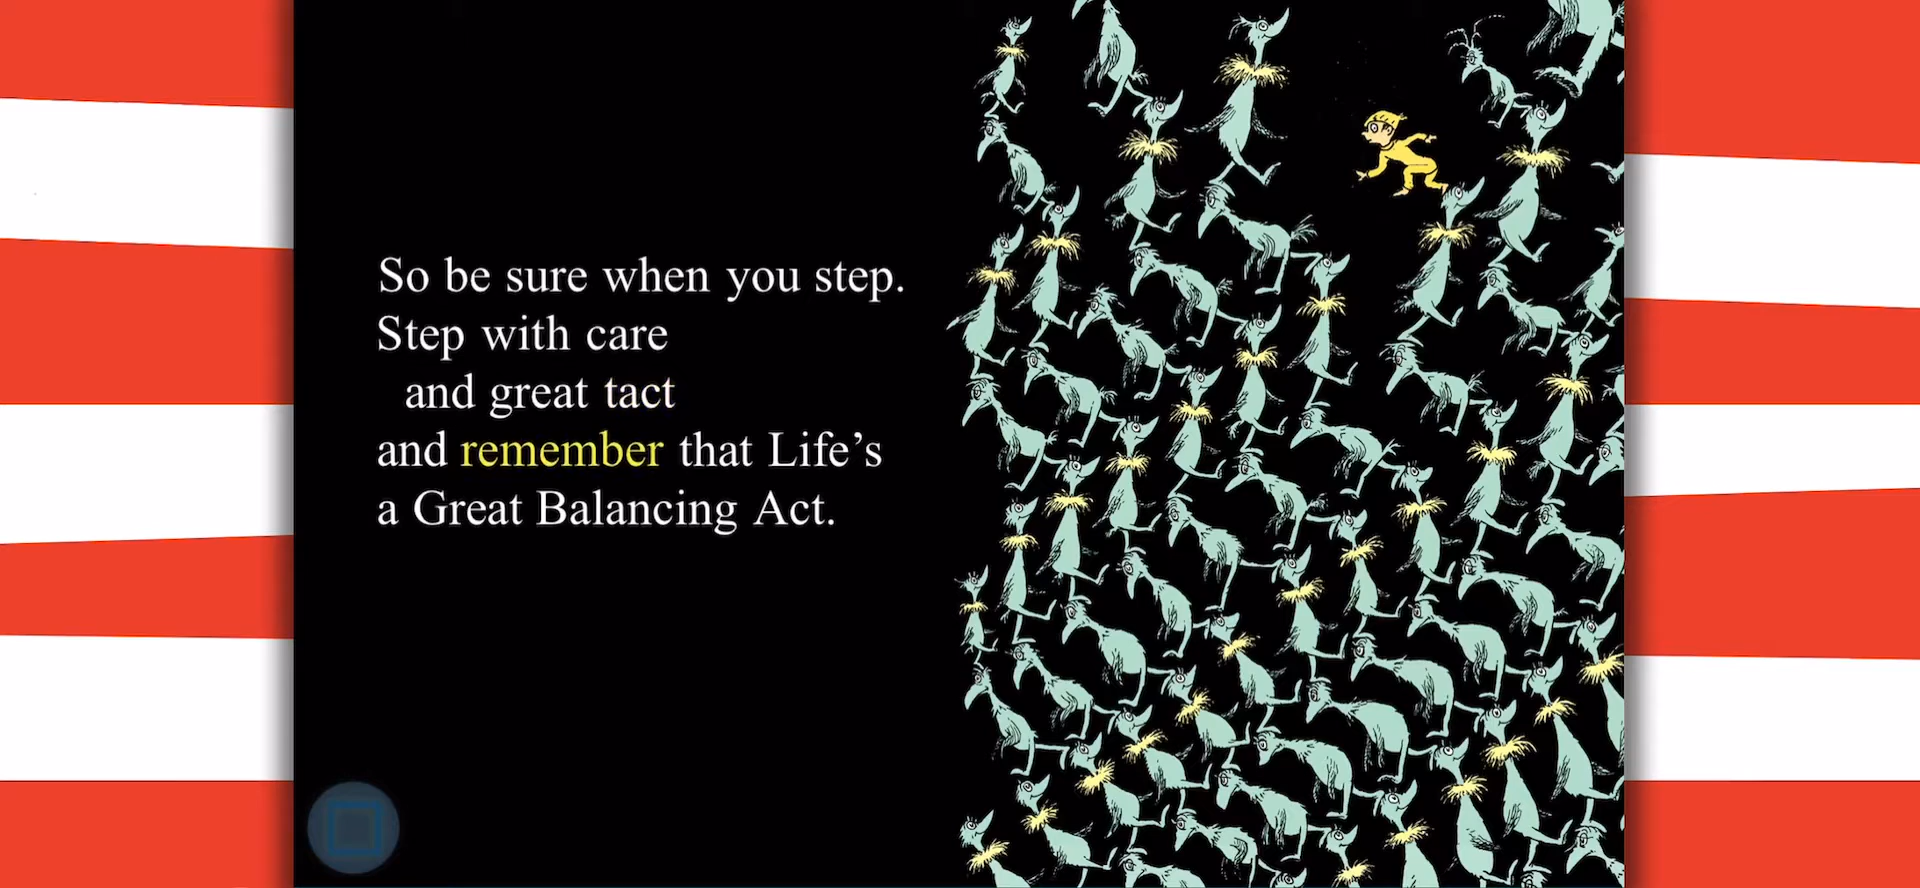 So be sure when you step.
Step with care
and great tact
and remember that Life's
a Great Balancing Act.